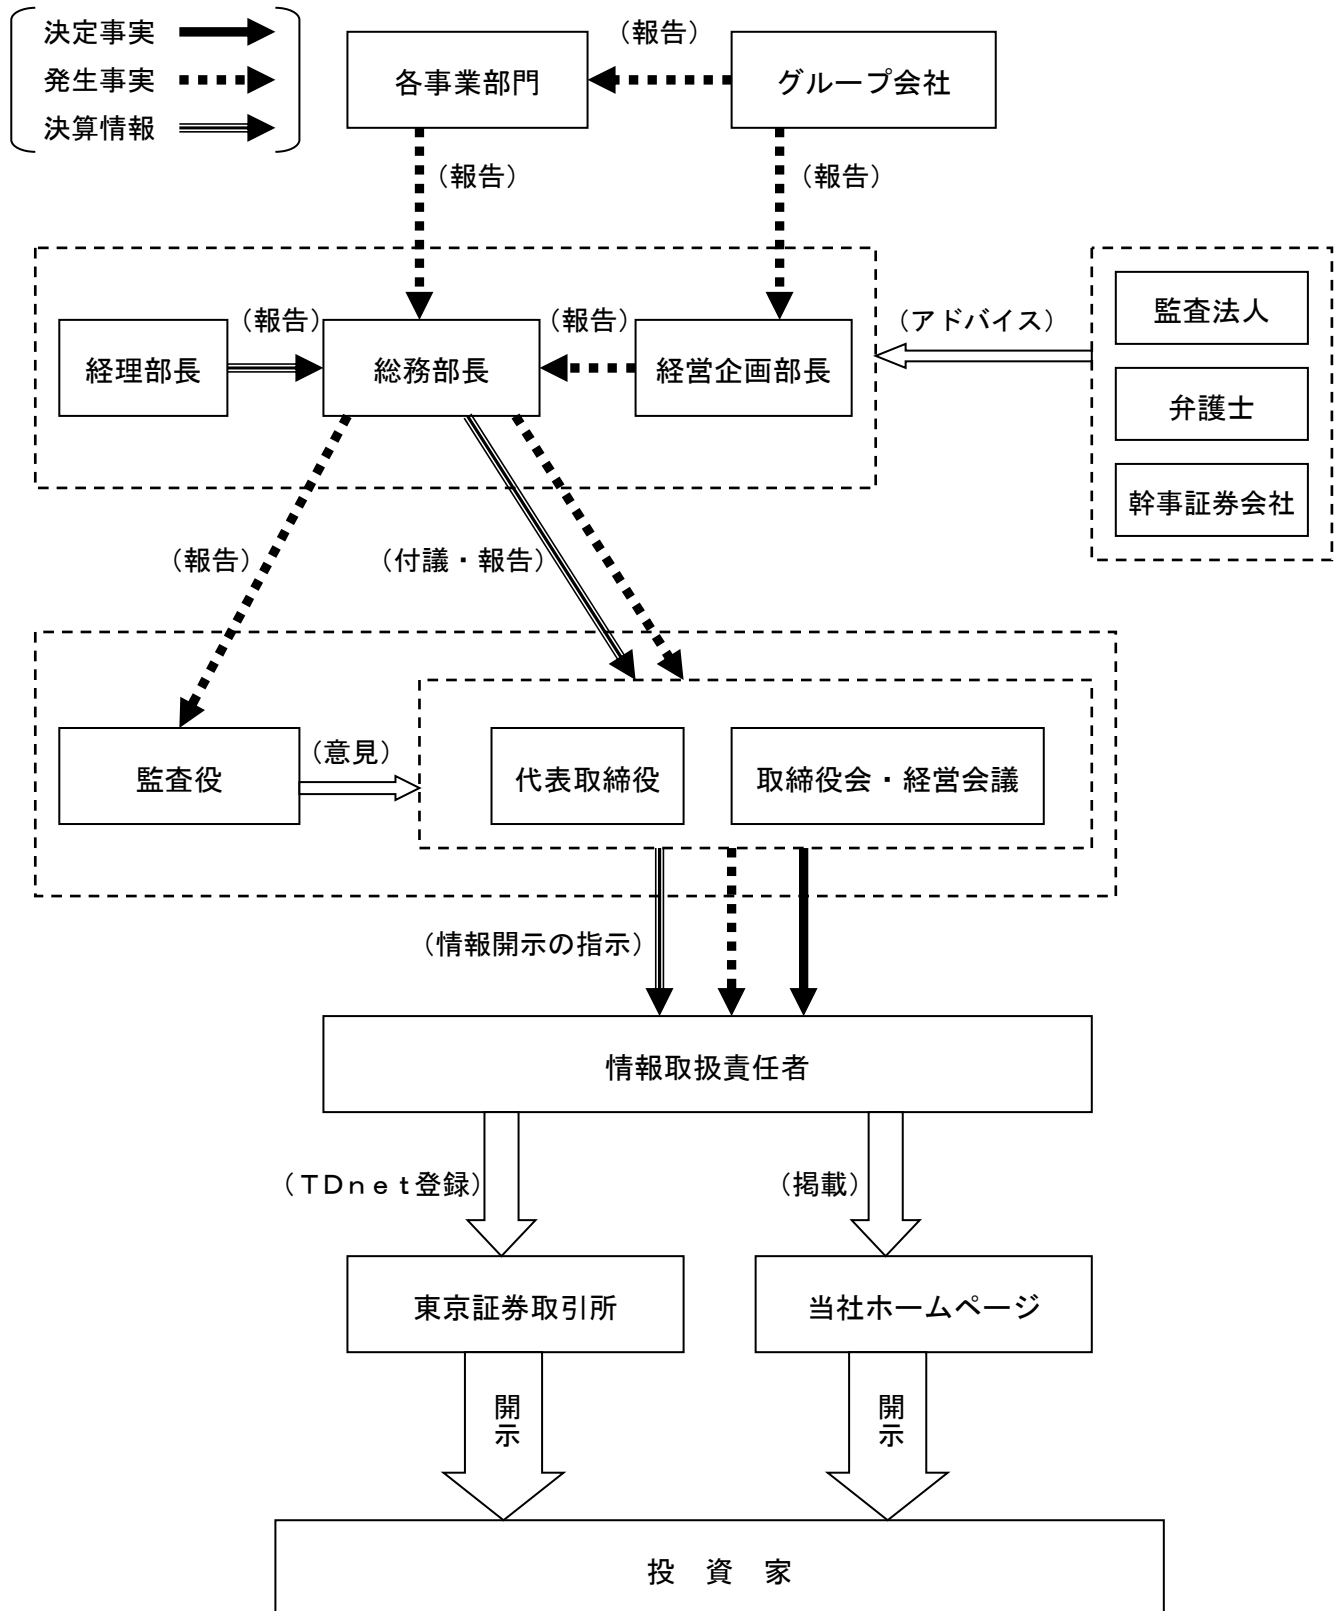 決定事実
発生事実
決算情報
（報告）
各事業部門
グループ会社
（報告）
（報告）
（報告）
（報告）
（アドバイス）
経理部長
総務部長
経営企画部長
監査法人
弁護士
幹事証券会社
（報告）
（付議・報告）
監査役
（意見）
代表取締役
取締役会・経営会議
（情報開示の指示）
情報取扱責任者
（ＴＤｎｅｔ登録）
（掲載）
東京証券取引所
当社ホームページ
開示
開示
投　資　家